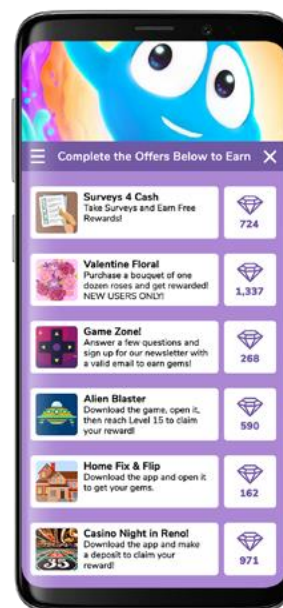 Complete the Offers Below to Earn
Surveys 4 Cash
Take Surveys and Earn Free
Rewards!
724
Valentine Floral
Purchase a bouquet of one
dozen roses and get rewarded!
NEW USERS ONLY!
1,337
Game Zone!
Answer a few questions and
sign up for our newsletter with
a valid email to earn gems!
268
Alien Blaster
Download the game, open it,
then reach Level 15 to claim
your reward!
590
Home Fix & Flip
Download the app and open it
to get your gems.
162
Casino Night in Reno!
Download the app and make
a deposit to claim your
reward!
971
35